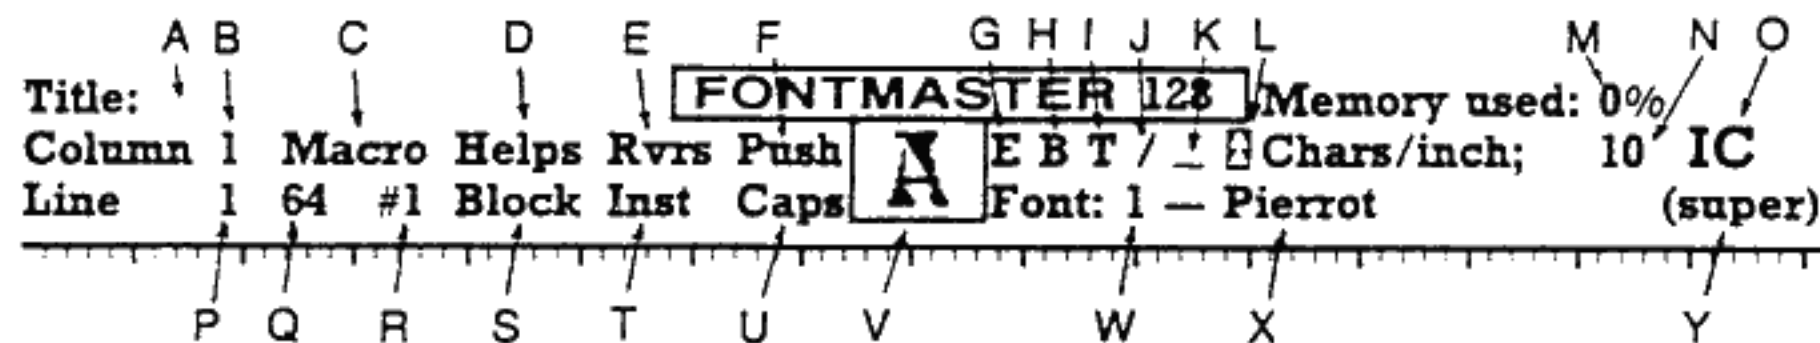 A B C D E F G H I J K L M N O
FONTMASTER 128
Title: Memory used: 0%
Column 1 Macro Helps Rvrs Push A E B T / _ Chars/inch; 10 IC
Line 1 64 #1 Block Inst Caps Font: 1 — Pierrot (super)
P Q R S T U V W X Y